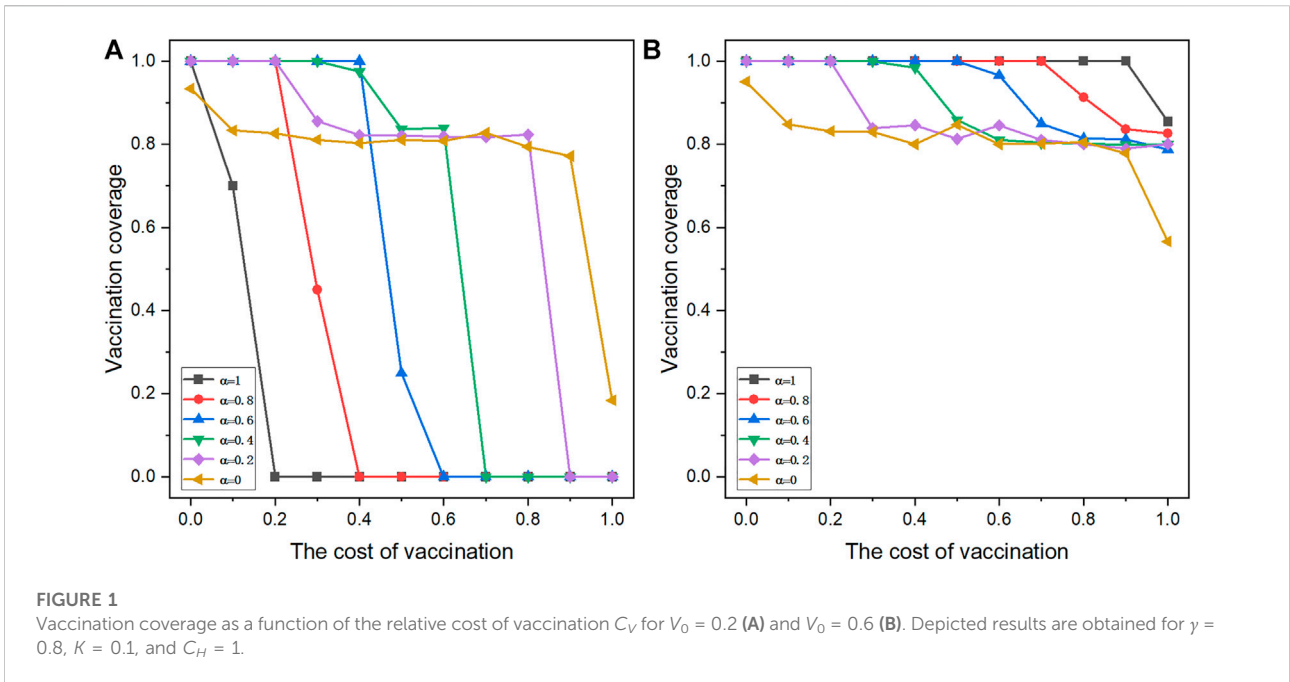 A
B
1.0
0.8
0.6
0.4
0.2
0.0
Vaccination coverage
α=1
α=0.8
α=0.6
α=0.4
α=0.2
α=0
0.0 0.2 0.4 0.6 0.8 1.0
The cost of vaccination
1.0
0.8
0.6
0.4
0.2
0.0
Vaccination coverage
α=1
α=0.8
α=0.6
α=0.4
α=0.2
α=0
0.0 0.2 0.4 0.6 0.8 1.0
The cost of vaccination
FIGURE 1
Vaccination coverage as a function of the relative cost of vaccination C_V for V_0 = 0.2 (A) and V_0 = 0.6 (B). Depicted results are obtained for γ =
0.8, K = 0.1, and C_H = 1.